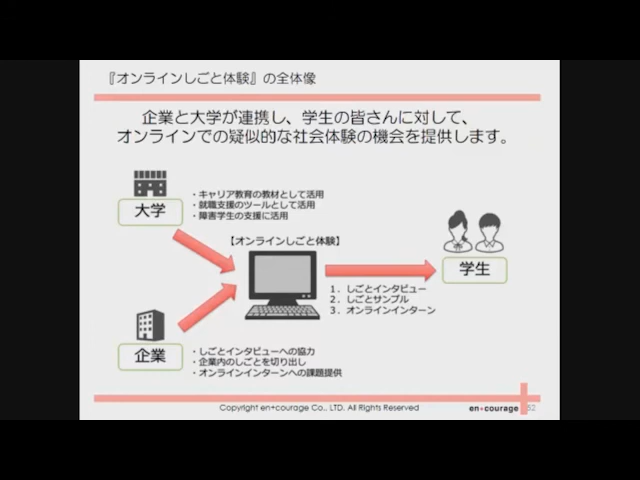 『オンラインしごと体験』の全体像
企業と大学が連携し、学生の皆さんに対して、
オンラインでの疑似的な社会体験の機会を提供します。
大学
・キャリア教育の教材として活用
・就職支援のツールとして活用
・障害学生の支援に活用
【オンラインしごと体験】
学生
1．しごとインタビュー
2．しごとサンプル
3．オンラインインターン
企業
・しごとインタビューへの協力
・企業内のしごとを切り出し
・オンラインインターンへの課題提供
Copyright en+courage Co., LTD. All Rights Reserved
en+courage